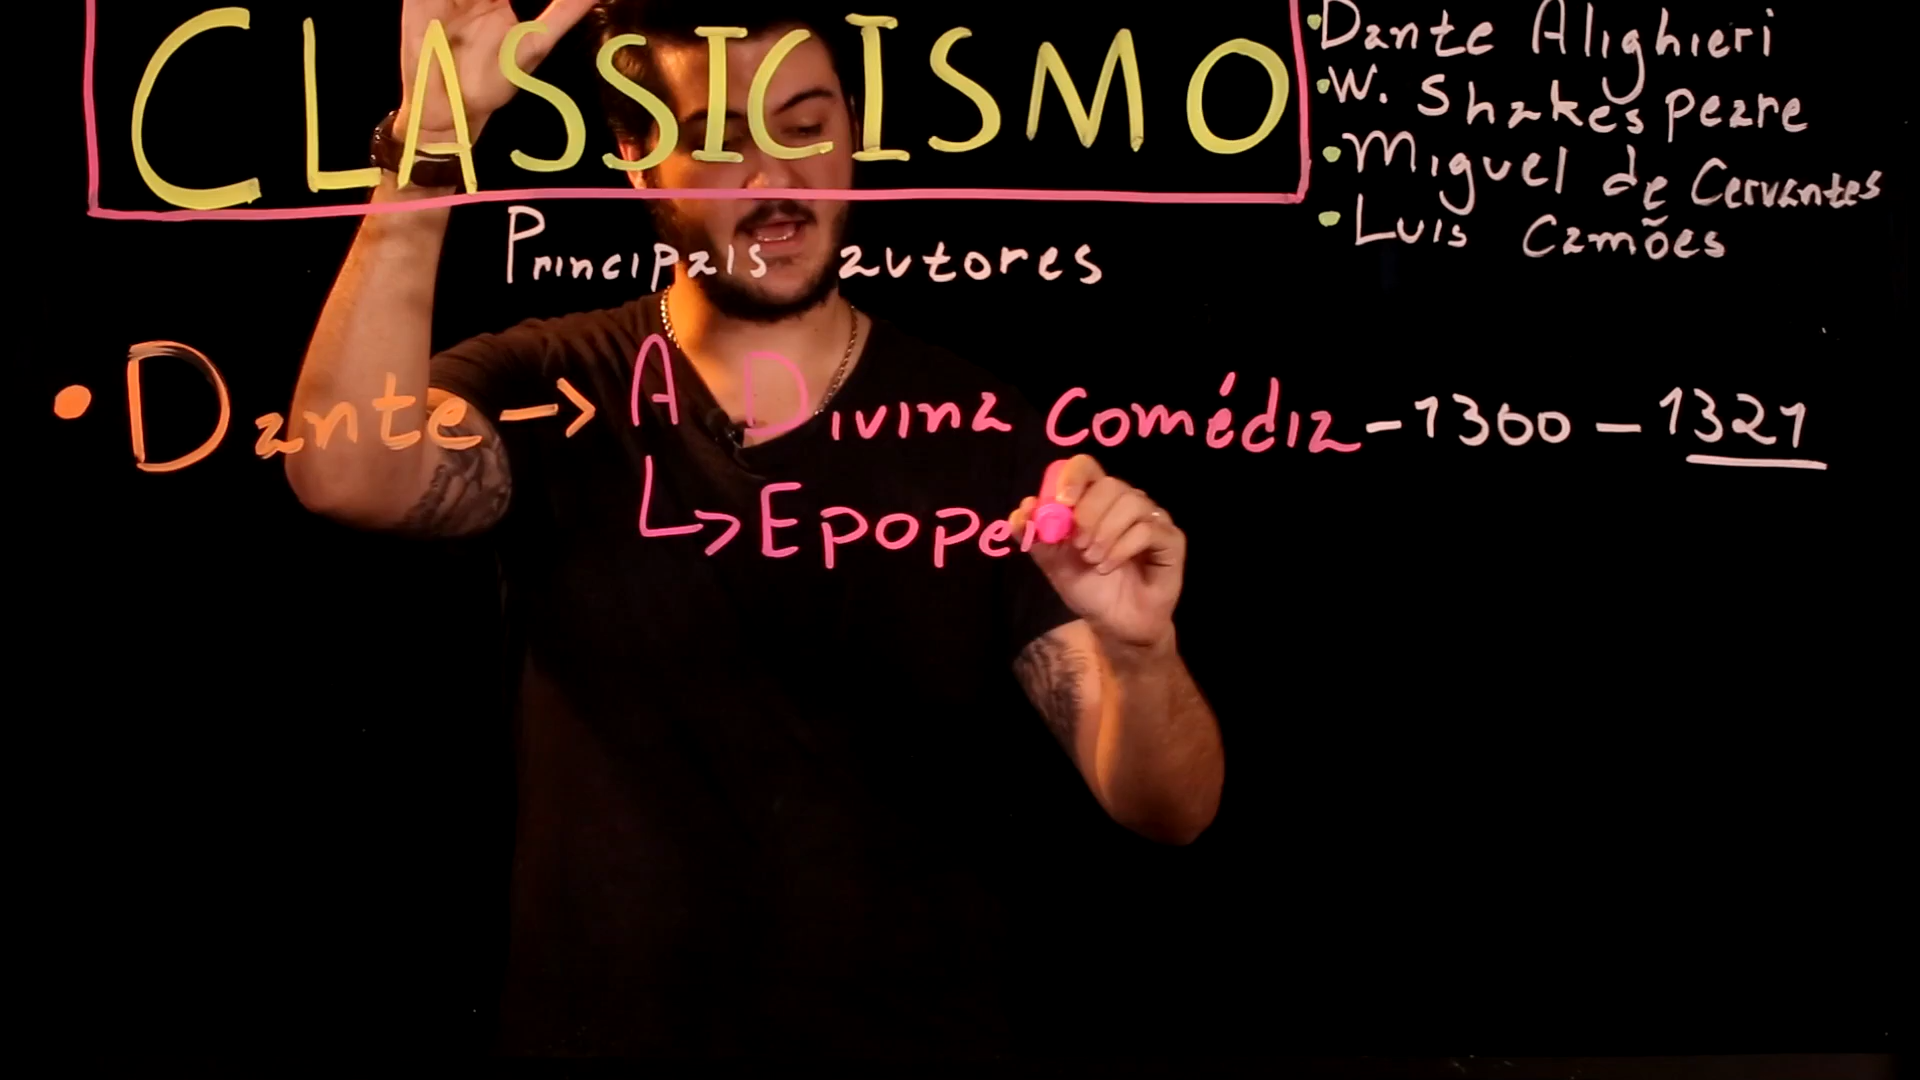 CLASSICISMO
• Dante Alighieri
• W. Shakespeare
• Miguel de Cervantes
• Luis Camões
Principais autores
• Dante → A Divina Comédia - 1300 - 1321
↳ Epopei